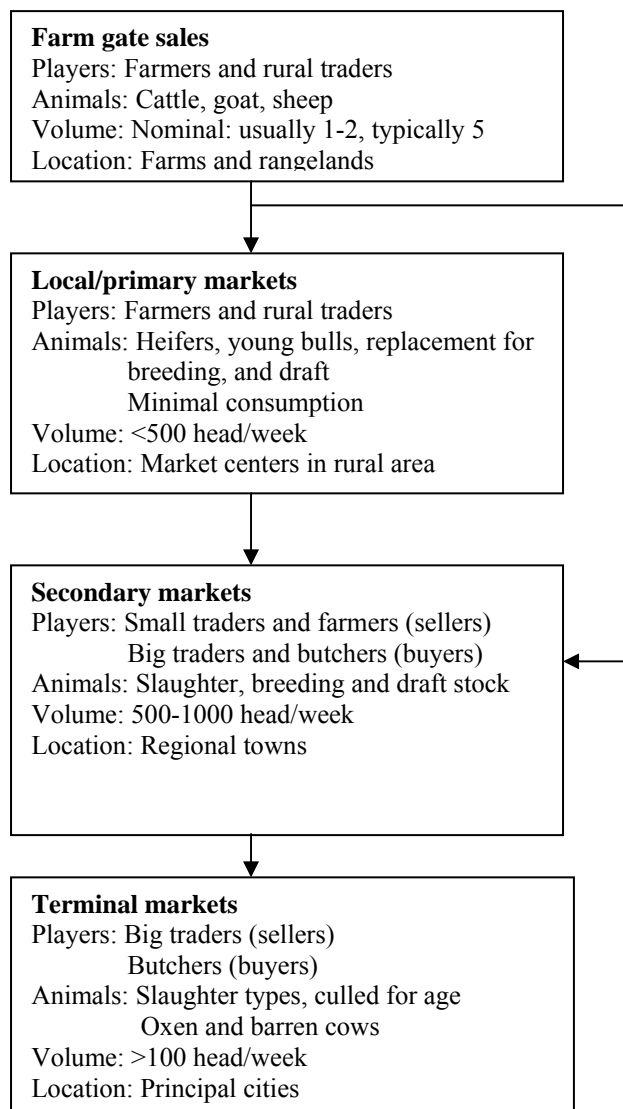 Farm gate sales
Players: Farmers and rural traders
Animals: Cattle, goat, sheep
Volume: Nominal: usually 1-2, typically 5
Location: Farms and rangelands
Local/primary markets
Players: Farmers and rural traders
Animals: Heifers, young bulls, replacement for
breeding, and draft
Minimal consumption
Volume: <500 head/week
Location: Market centers in rural area
Secondary markets
Players: Small traders and farmers (sellers)
Big traders and butchers (buyers)
Animals: Slaughter, breeding and draft stock
Volume: 500-1000 head/week
Location: Regional towns
Terminal markets
Players: Big traders (sellers)
Butchers (buyers)
Animals: Slaughter types, culled for age
Oxen and barren cows
Volume: >100 head/week
Location: Principal cities